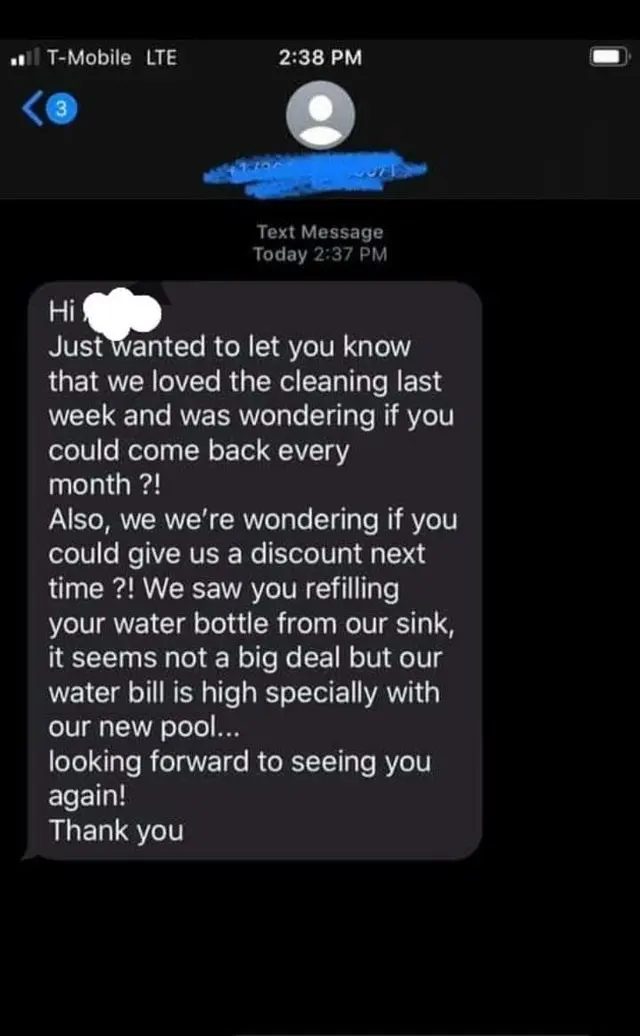 T-Mobile LTE 2:38 PM
3
Text Message
Today 2:37 PM
Hi
Just wanted to let you know
that we loved the cleaning last
week and was wondering if you
could come back every
month ?!
Also, we we’re wondering if you
could give us a discount next
time ?! We saw you refilling
your water bottle from our sink,
it seems not a big deal but our
water bill is high specially with
our new pool...
looking forward to seeing you
again!
Thank you